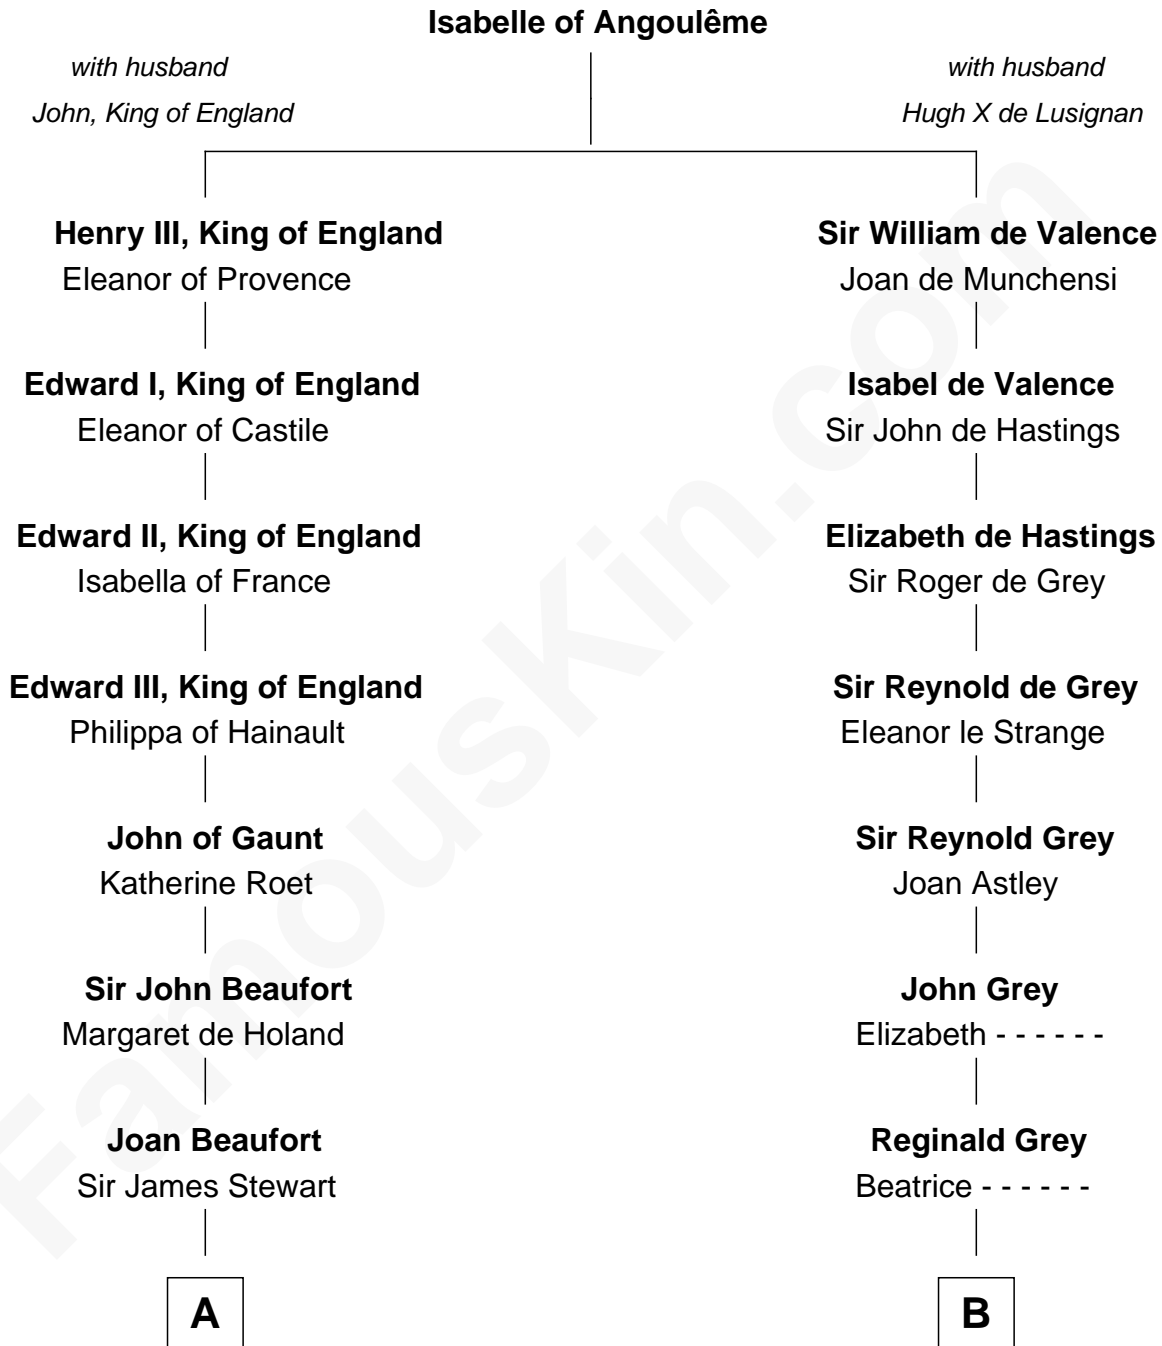 Isabelle of Angoulême
with husband
John, King of England
with husband
Hugh X de Lusignan
Henry III, King of England
Eleanor of Provence
Sir William de Valence
Joan de Munchensi
Edward I, King of England
Eleanor of Castile
Isabel de Valence
Sir John de Hastings
Edward II, King of England
Isabella of France
Elizabeth de Hastings
Sir Roger de Grey
Edward III, King of England
Philippa of Hainault
Sir Reynold de Grey
Eleanor le Strange
John of Gaunt
Katherine Roet
Sir Reynold Grey
Joan Astley
Sir John Beaufort
Margaret de Holand
John Grey
Elizabeth - - - - - -
Joan Beaufort
Sir James Stewart
Reginald Grey
Beatrice - - - - - -
A
B
FamousKin.com